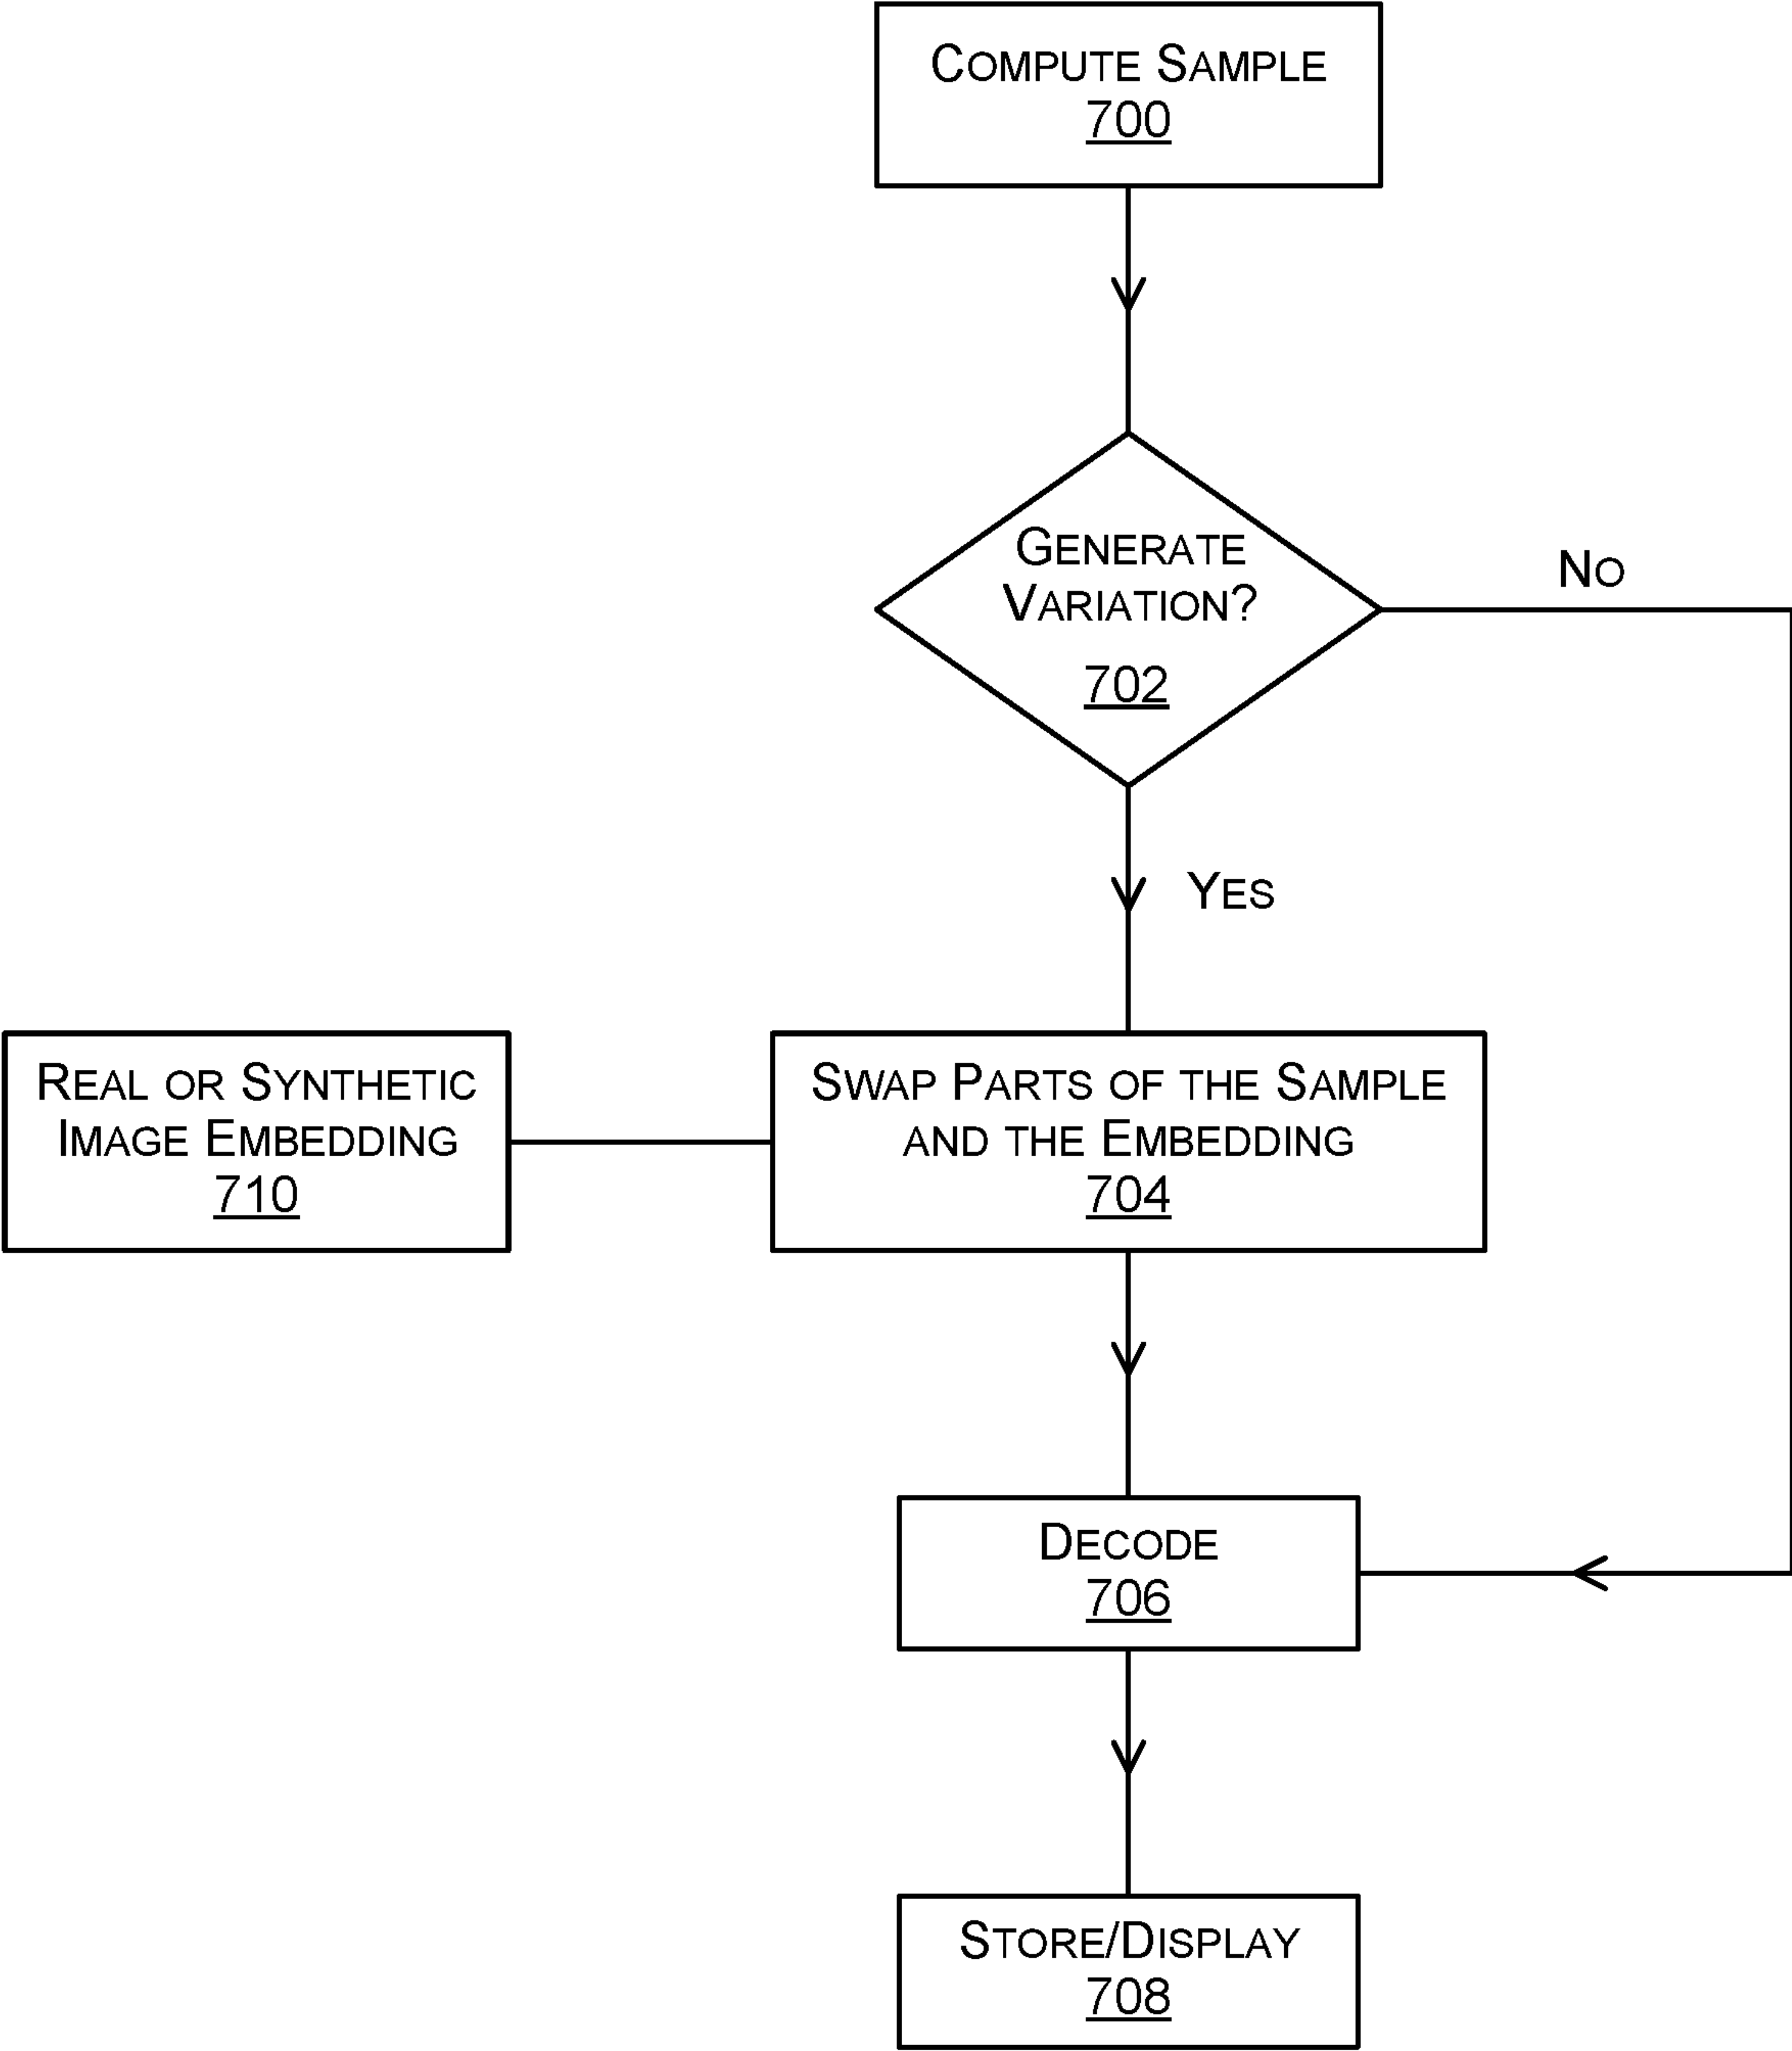 COMPUTE SAMPLE
700
GENERATE
VARIATION?
702
NO
YES
REAL OR SYNTHETIC
IMAGE EMBEDDING
710
SWAP PARTS OF THE SAMPLE
AND THE EMBEDDING
704
DECODE
706
STORE/DISPLAY
708